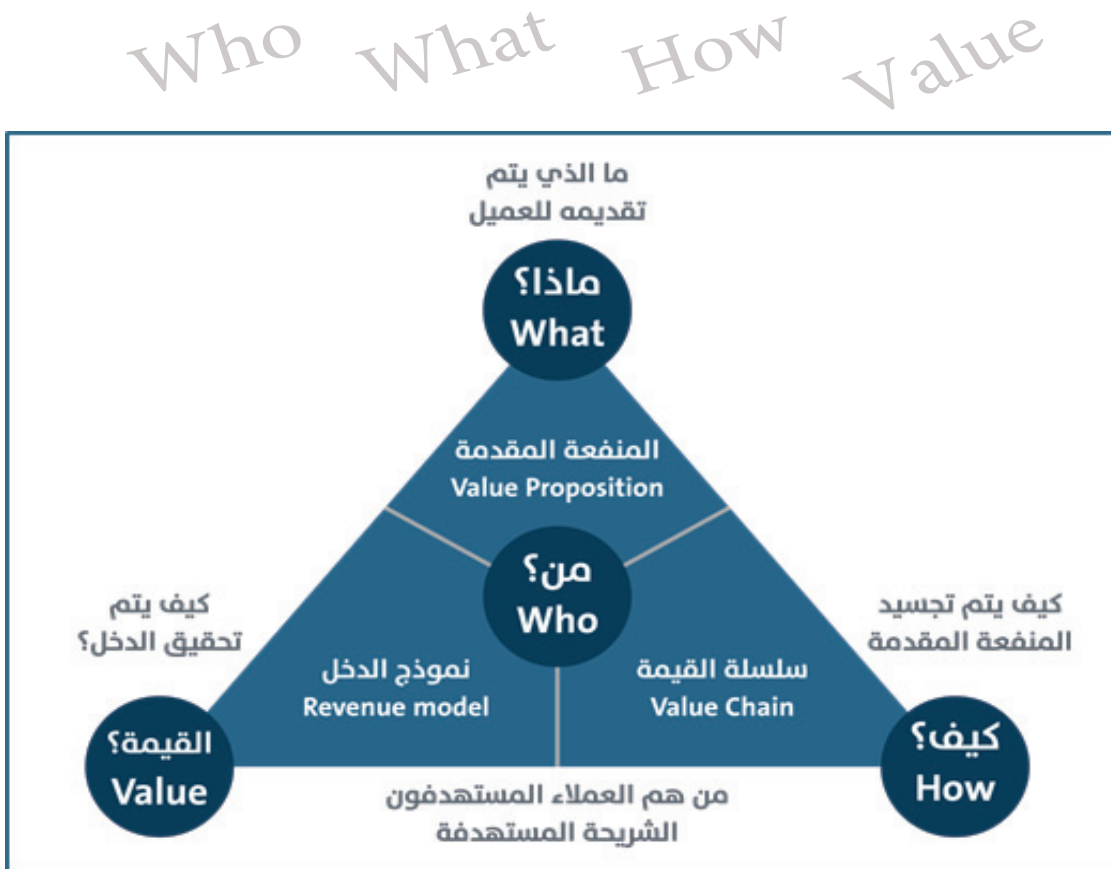 Who What How Value
ما الذي يتم
تقديمه للعميل
ماذا؟
What
المنفعة المقدمة
Value Proposition
من؟
Who
كيف يتم
تحقيق الدخل؟
كيف يتم تجسيد
المنفعة المقدمة
نموذج الدخل
Revenue model
سلسلة القيمة
Value Chain
القيمة؟
Value
كيف؟
How
من هم العملاء المستهدفون
الشريحة المستهدفة